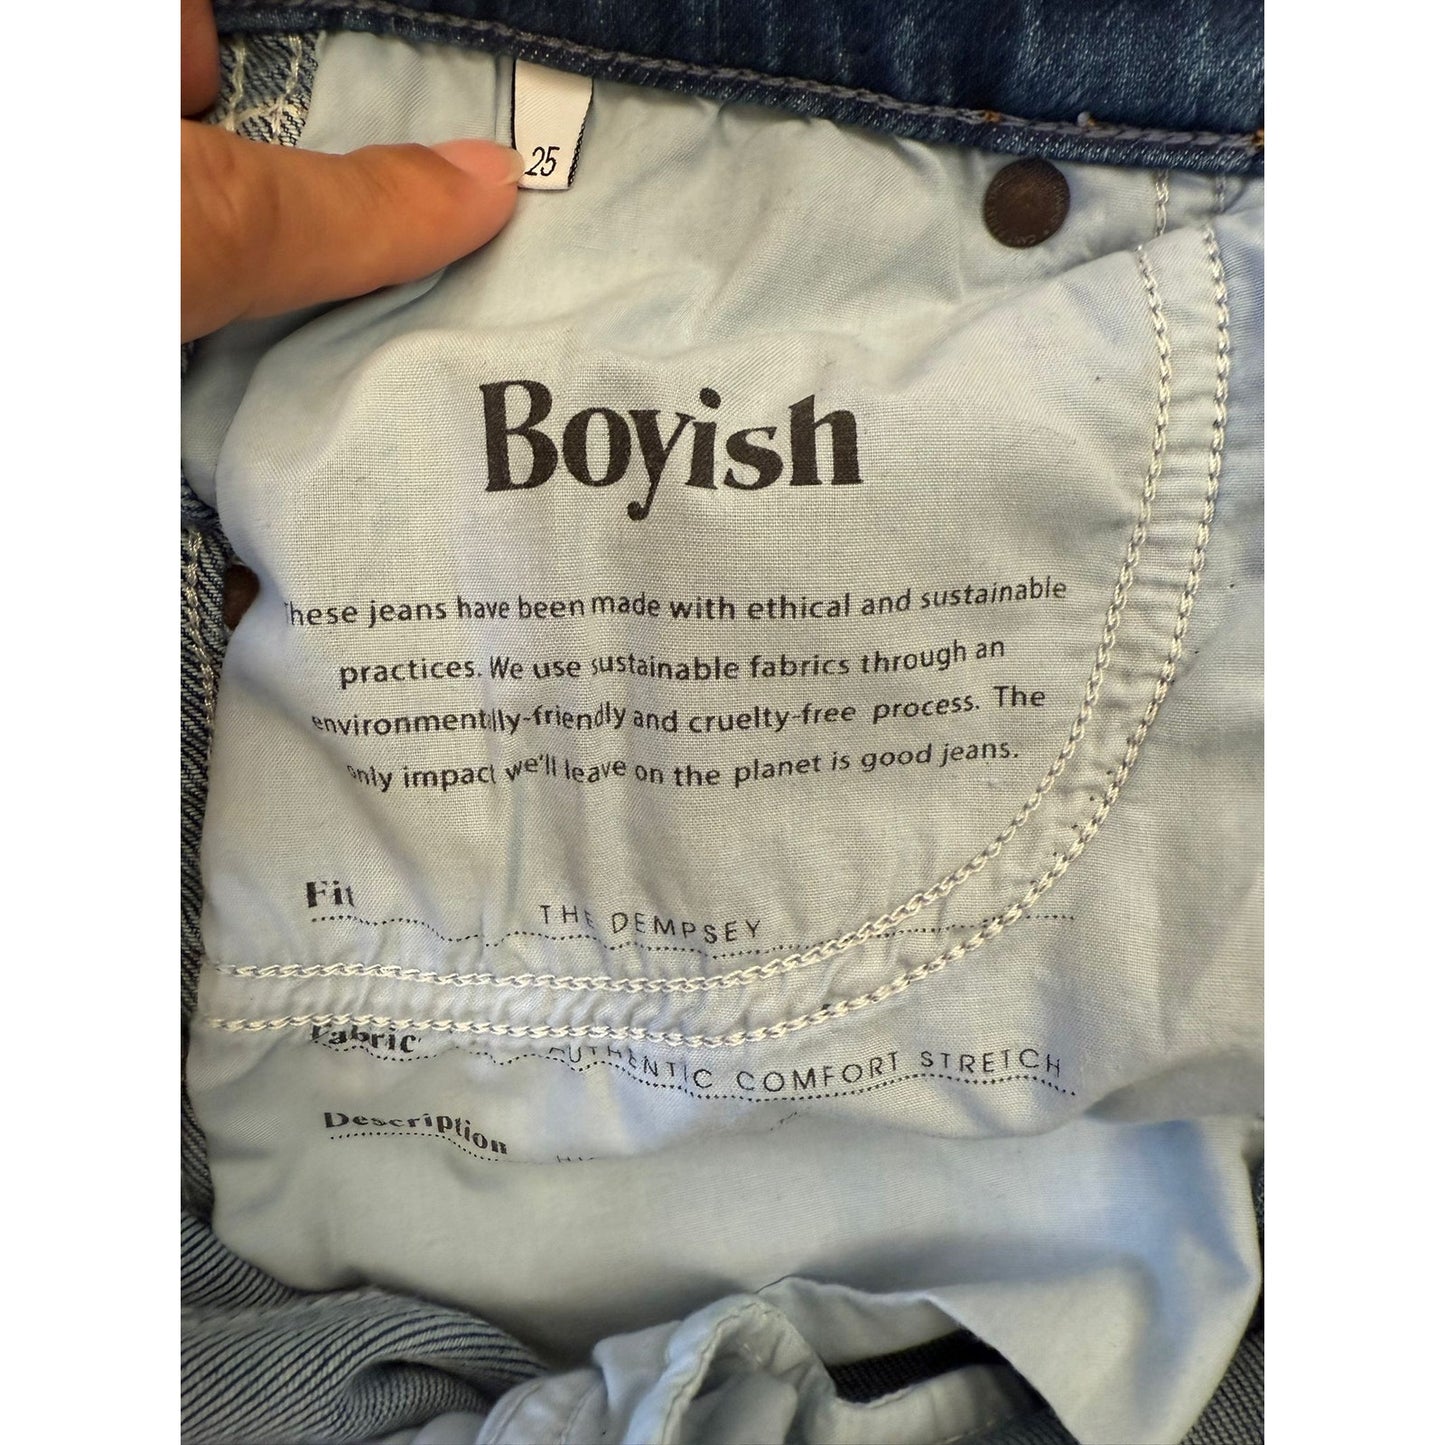 25
Boyish
These jeans have been made with ethical and sustainable
practices. We use sustainable fabrics through an
environmentally-friendly and cruelty-free process. The
only impact we'll leave on the planet is good jeans.
Fit THE DEMPSEY
Fabric AUTHENTIC COMFORT STRETCH
Description